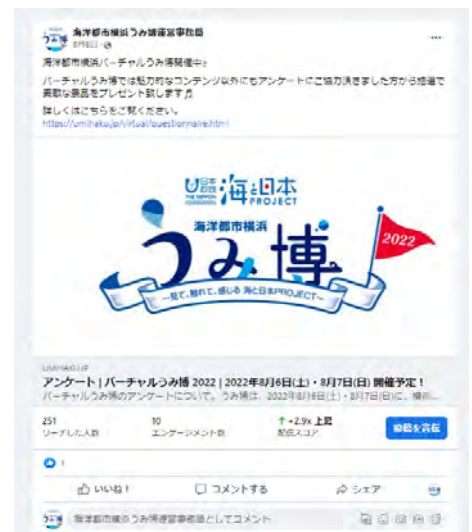 海洋都市横浜うみ博運営事務局
8月6日
海洋都市横浜バーチャルうみ博開催中!
バーチャルうみ博では魅力的なコンテンツ以外にもアンケートにご協力頂きました方から抽選で
素敵な景品をプレゼント致します♬
詳しくはこちらをご覧ください。
https://umihaku.jp/virtual/questionnaire.html
日本財団
THE NIPPON FOUNDATION
海と日本
PROJECT
海洋都市横浜
うみ博
2022
~見て、触れて、感じる 海と日本PROJECT~
UMIHAKU.JP
アンケート | バーチャルうみ博 2022 | 2022年8月6日(土)・8月7日(日) 開催予定!
バーチャルうみ博のアンケートについて。うみ博は、2022年8月6日(土)・8月7日(日)に、横浜...
251
リーチした人数
10
エンゲージメント数
↑ +2.9x 上昇
配信スコア
投稿を宣伝
1
いいね!
コメントする
シェア
海洋都市横浜うみ博運営事務局としてコメント